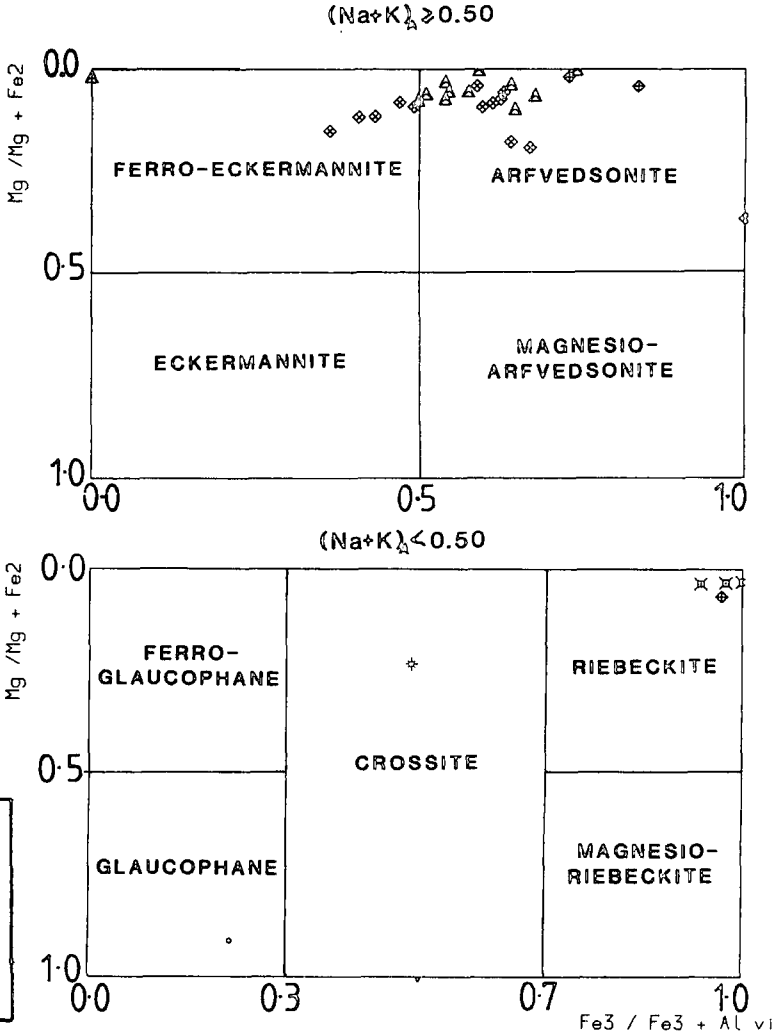 (Na+K)A ≥ 0.50
Mg /Mg + Fe2
0.0
FERRO-ECKERMANNITE
ARFVEDSONITE
0.5
ECKERMANNITE
MAGNESIO-
ARFVEDSONITE
1.0
0.0 0.5 1.0
(Na+K)A < 0.50
Mg /Mg + Fe2
0.0
FERRO-
GLAUCOPHANE
RIEBECKITE
CROSSITE
0.5
GLAUCOPHANE
MAGNESIO-
RIEBECKITE
1.0
0.0 0.3 0.7 1.0
Fe3 / Fe3 + Al vi